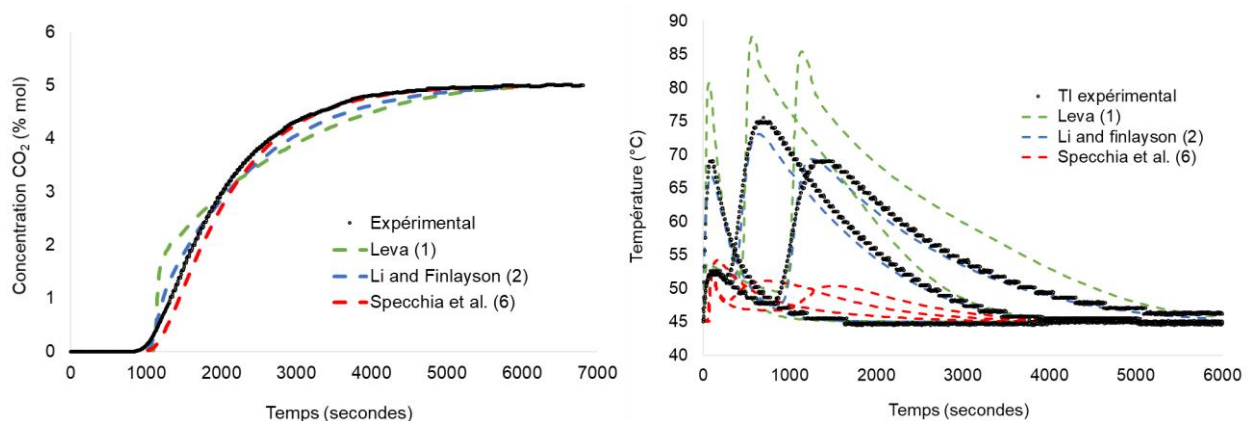 6
5
4
3
2
1
0
Concentration CO₂ (% mol)
Expérimental
Leva (1)
Li and Finlayson (2)
Specchia et al. (6)
0 1000 2000 3000 4000 5000 6000 7000
Temps (secondes)
90
85
80
75
70
65
60
55
50
45
40
Température (°C)
TI expérimental
Leva (1)
Li and finlayson (2)
Specchia et al. (6)
0 1000 2000 3000 4000 5000 6000
Temps (secondes)